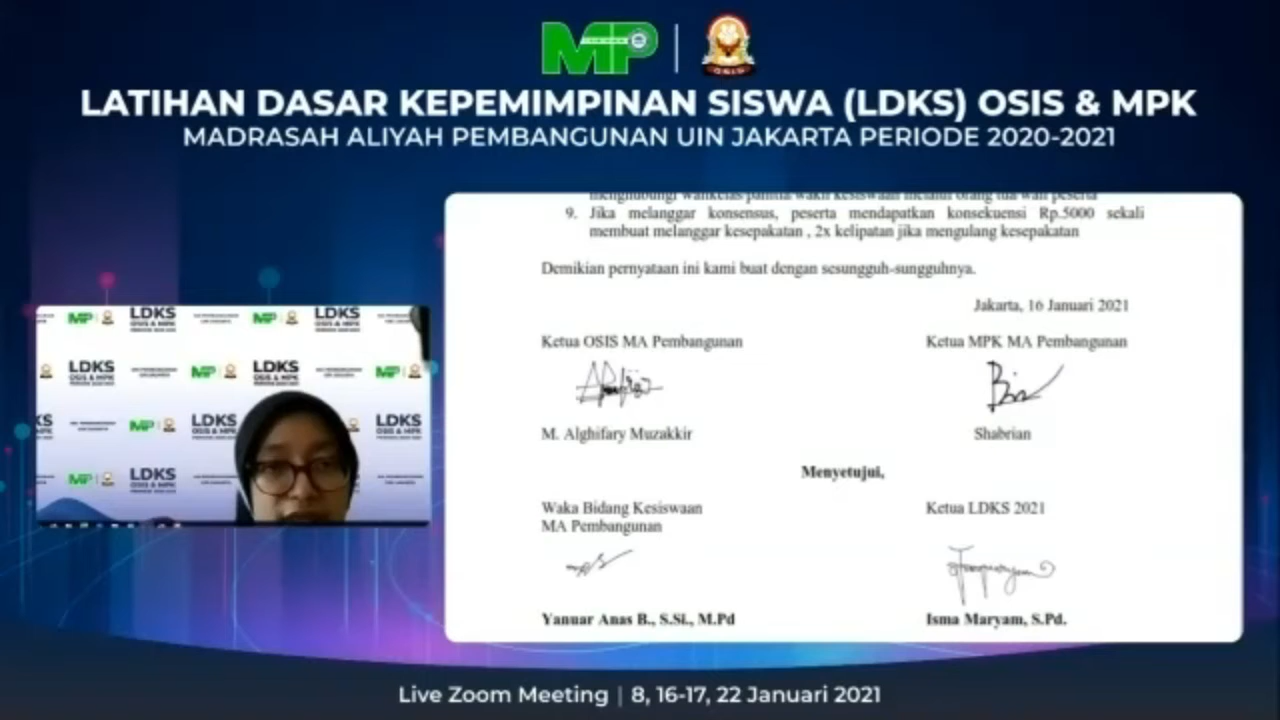 MP
OSIS
LATIHAN DASAR KEPEMIMPINAN SISWA (LDKS) OSIS & MPK
MADRASAH ALIYAH PEMBANGUNAN UIN JAKARTA PERIODE 2020-2021
LDKS
OSIS & MPK
9. Jika melanggar konsensus, peserta mendapatkan konsekuensi Rp.5000 sekali
membuat melanggar kesepakatan , 2x kelipatan jika mengulang kesepakatan
Demikian pernyataan ini kami buat dengan sesungguh-sungguhnya.
Jakarta, 16 Januari 2021
Ketua OSIS MA Pembangunan
Ketua MPK MA Pembangunan
M. Alghifary Muzakkir
Shabrian
Menyetujui,
Waka Bidang Kesiswaan
MA Pembangunan
Ketua LDKS 2021
Yanuar Anas B., S.Si., M.Pd
Isma Maryam, S.Pd.
Live Zoom Meeting | 8, 16-17, 22 Januari 2021